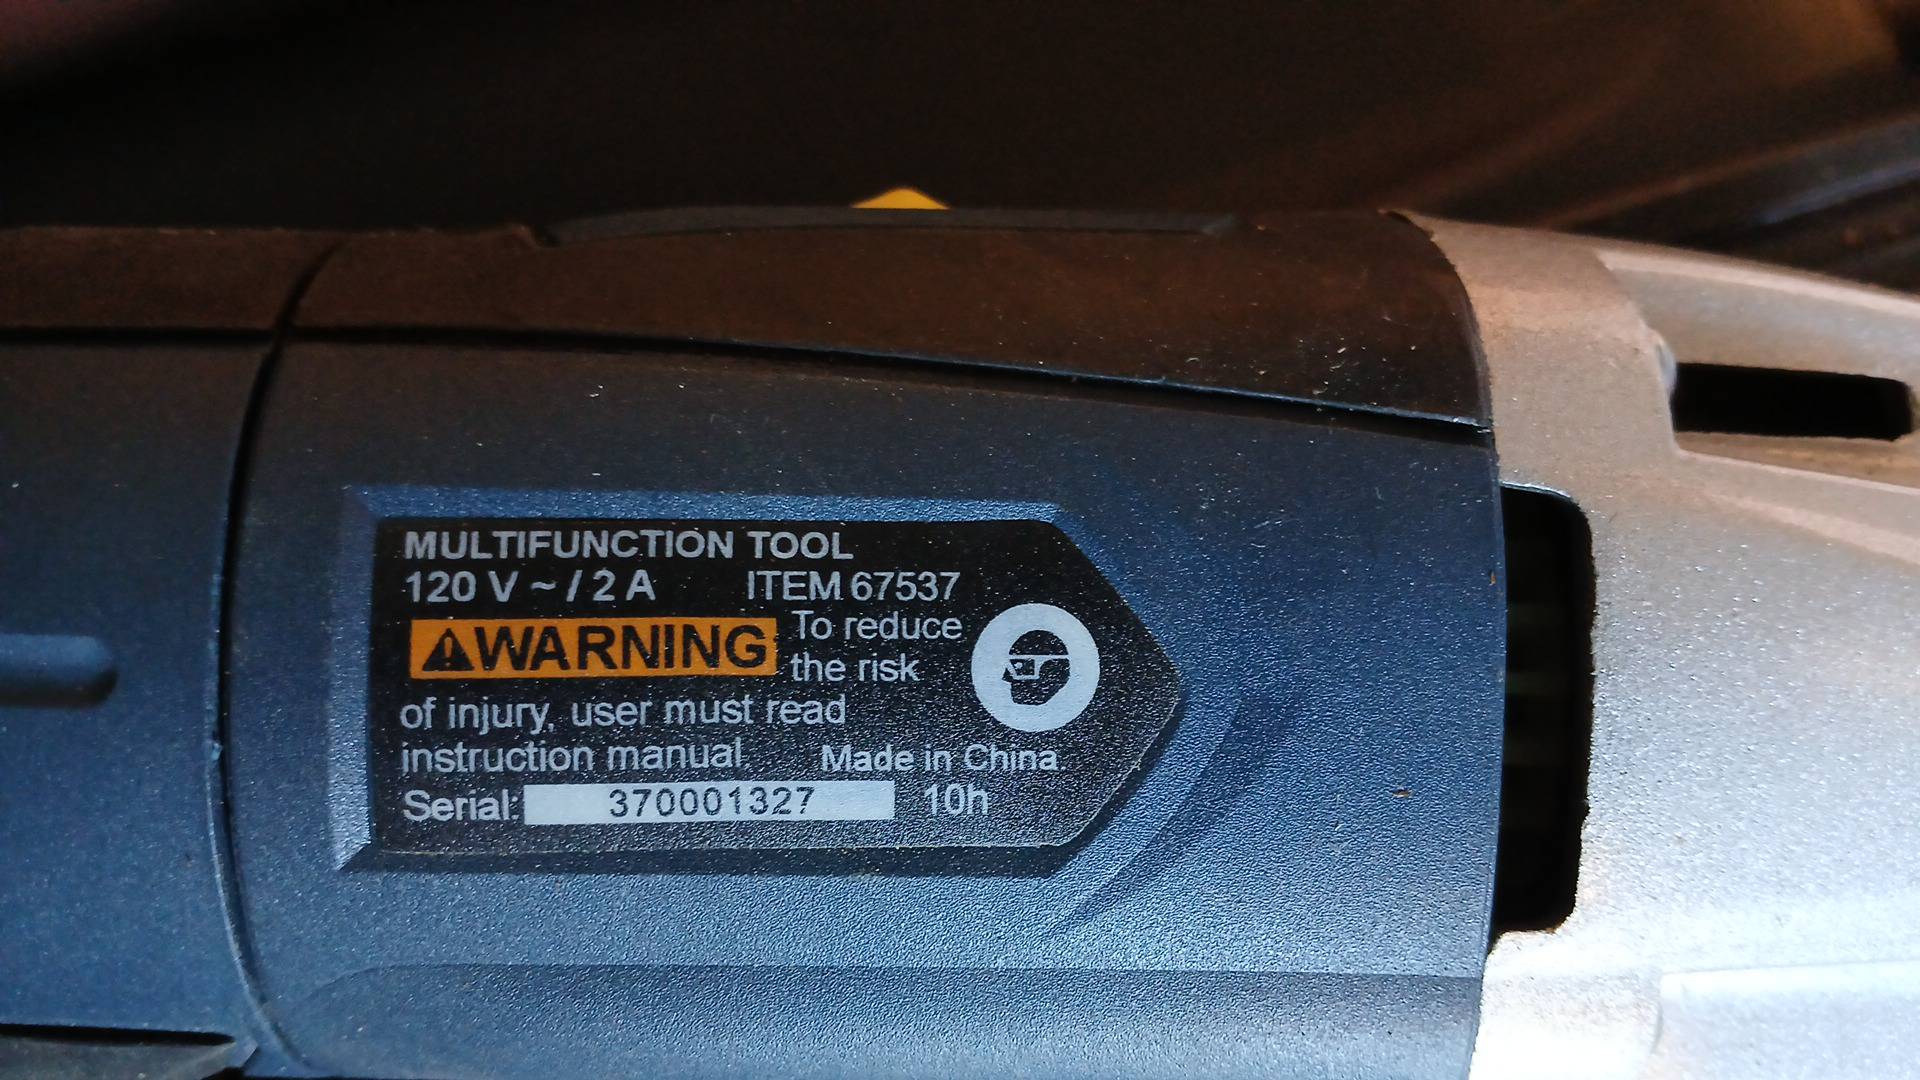 MULTIFUNCTION TOOL
120 V ~ / 2 A ITEM 67537
⚠WARNING To reduce
the risk
of injury, user must read
instruction manual. Made in China.
Serial: 370001327 10h